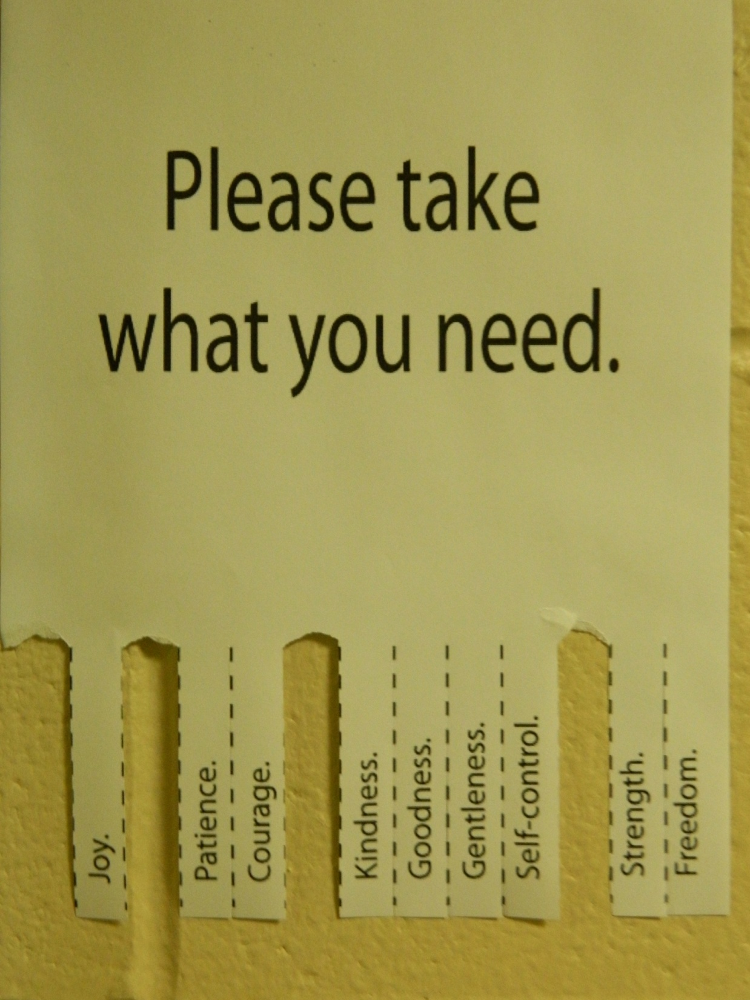 Please take
what you need.
Joy.
Patience.
Courage.
Kindness.
Goodness.
Gentleness.
Self-control.
Strength.
Freedom.